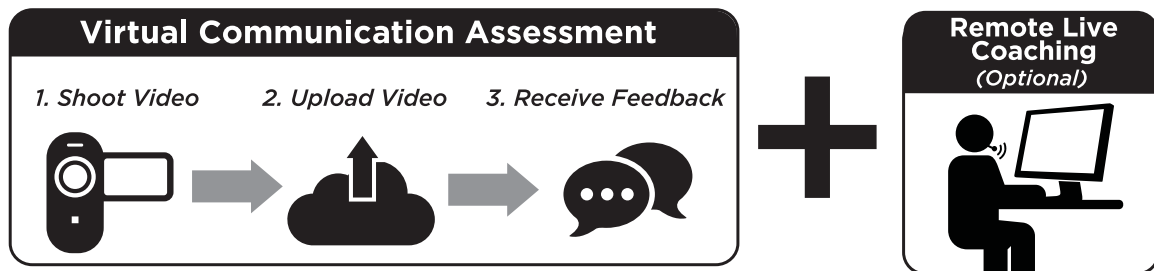 Virtual Communication Assessment
1. Shoot Video
2. Upload Video
3. Receive Feedback
Remote Live
Coaching
(Optional)